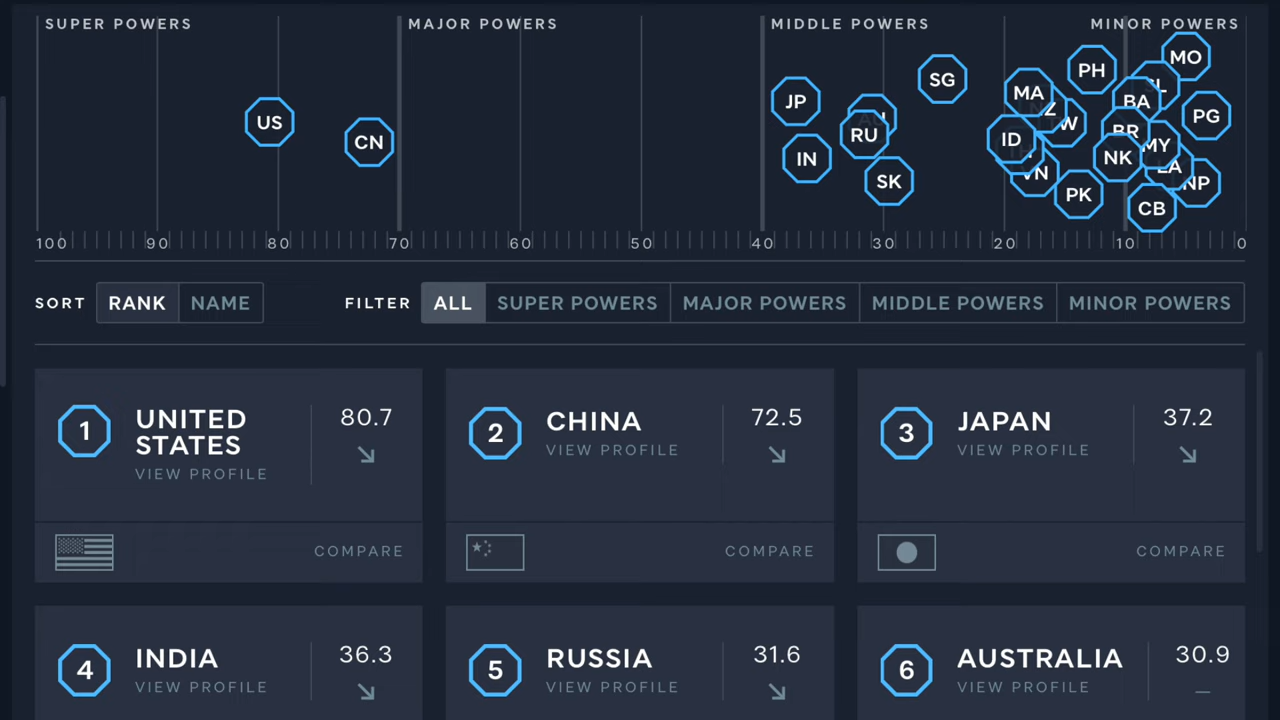 SUPER POWERS
MAJOR POWERS
MIDDLE POWERS
MINOR POWERS
MO
PH
SG
MA
BA
JP
PG
US
RU
ID
BR
CN
MY
IN
NK
SK
VN
NP
LA
PK
CB
100 90 80 70 60 50 40 30 20 10 0
SORT RANK NAME FILTER ALL SUPER POWERS MAJOR POWERS MIDDLE POWERS MINOR POWERS
1
UNITED
STATES
VIEW PROFILE
80.7
COMPARE
2
CHINA
VIEW PROFILE
72.5
COMPARE
3
JAPAN
VIEW PROFILE
37.2
COMPARE
4
INDIA
VIEW PROFILE
36.3
5
RUSSIA
VIEW PROFILE
31.6
6
AUSTRALIA
VIEW PROFILE
30.9